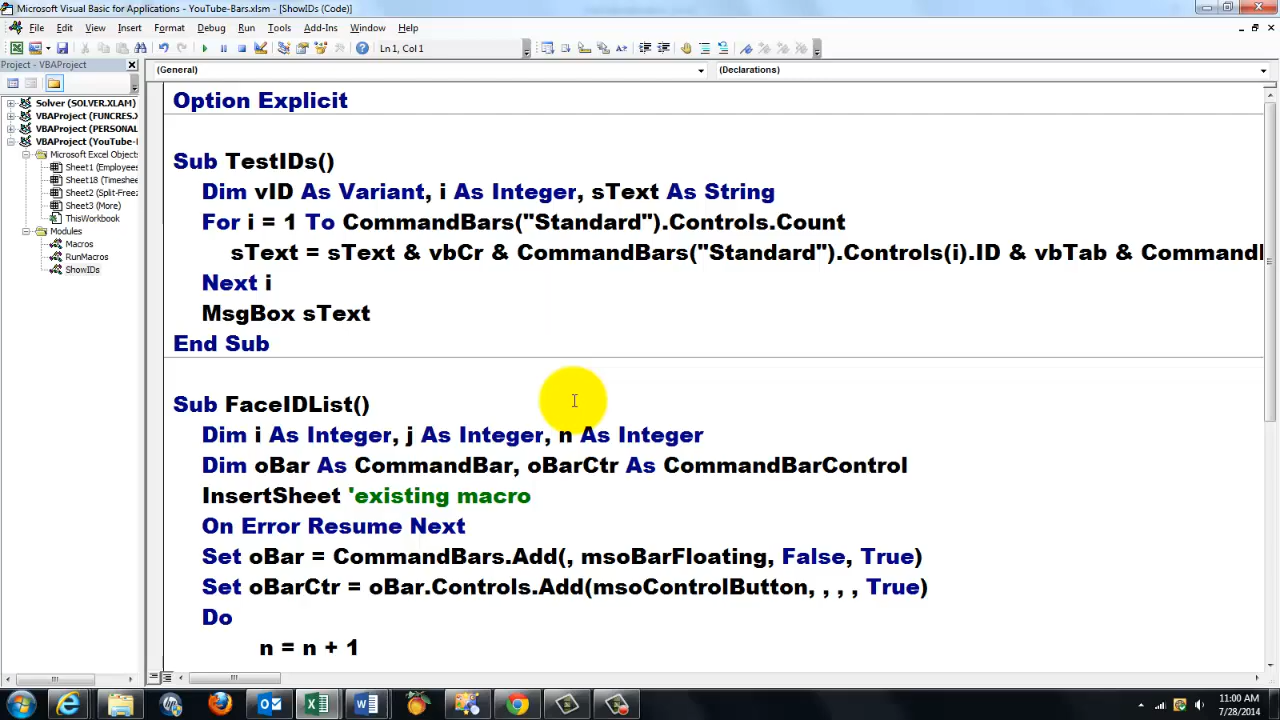 Microsoft Visual Basic for Applications - YouTube-Bars.xlsm - [ShowIDs (Code)]
File Edit View Insert Format Debug Run Tools Add-Ins Window Help
Ln 1, Col 1
Project - VBAProject
(General) (Declarations)
Solver (SOLVER.XLAM)
VBAProject (FUNCRES.X
VBAProject (PERSONAL
VBAProject (YouTube-
Microsoft Excel Objects
Sheet1 (Employees
Sheet18 (Timeshee
Sheet2 (Split-Freez
Sheet3 (More)
ThisWorkbook
Modules
Macros
RunMacros
ShowIDs
Option Explicit
Sub TestIDs()
Dim vID As Variant, i As Integer, sText As String
For i = 1 To CommandBars("Standard").Controls.Count
sText = sText & vbCr & CommandBars("Standard").Controls(i).ID & vbTab & Command
Next i
MsgBox sText
End Sub
Sub FaceIDList()
Dim i As Integer, j As Integer, n As Integer
Dim oBar As CommandBar, oBarCtr As CommandBarControl
InsertSheet 'existing macro
On Error Resume Next
Set oBar = CommandBars.Add(, msoBarFloating, False, True)
Set oBarCtr = oBar.Controls.Add(msoControlButton, , , , True)
Do
n = n + 1
11:00 AM
7/28/2014